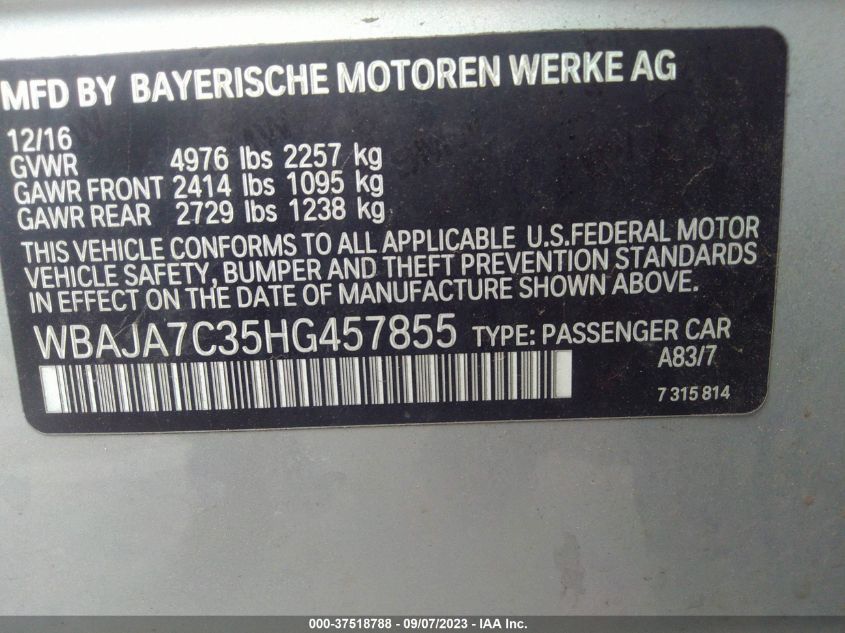 MFD BY BAYERISCHE MOTOREN WERKE AG
12/16
GVWR 4976 lbs 2257 kg
GAWR FRONT 2414 lbs 1095 kg
GAWR REAR 2729 lbs 1238 kg
THIS VEHICLE CONFORMS TO ALL APPLICABLE U.S.FEDERAL MOTOR
VEHICLE SAFETY, BUMPER AND THEFT PREVENTION STANDARDS
IN EFFECT ON THE DATE OF MANUFACTURE SHOWN ABOVE.
WBAJA7C35HG457855 TYPE: PASSENGER CAR
A83/7
7 315 814
000-37518788 - 09/07/2023 - IAA Inc.